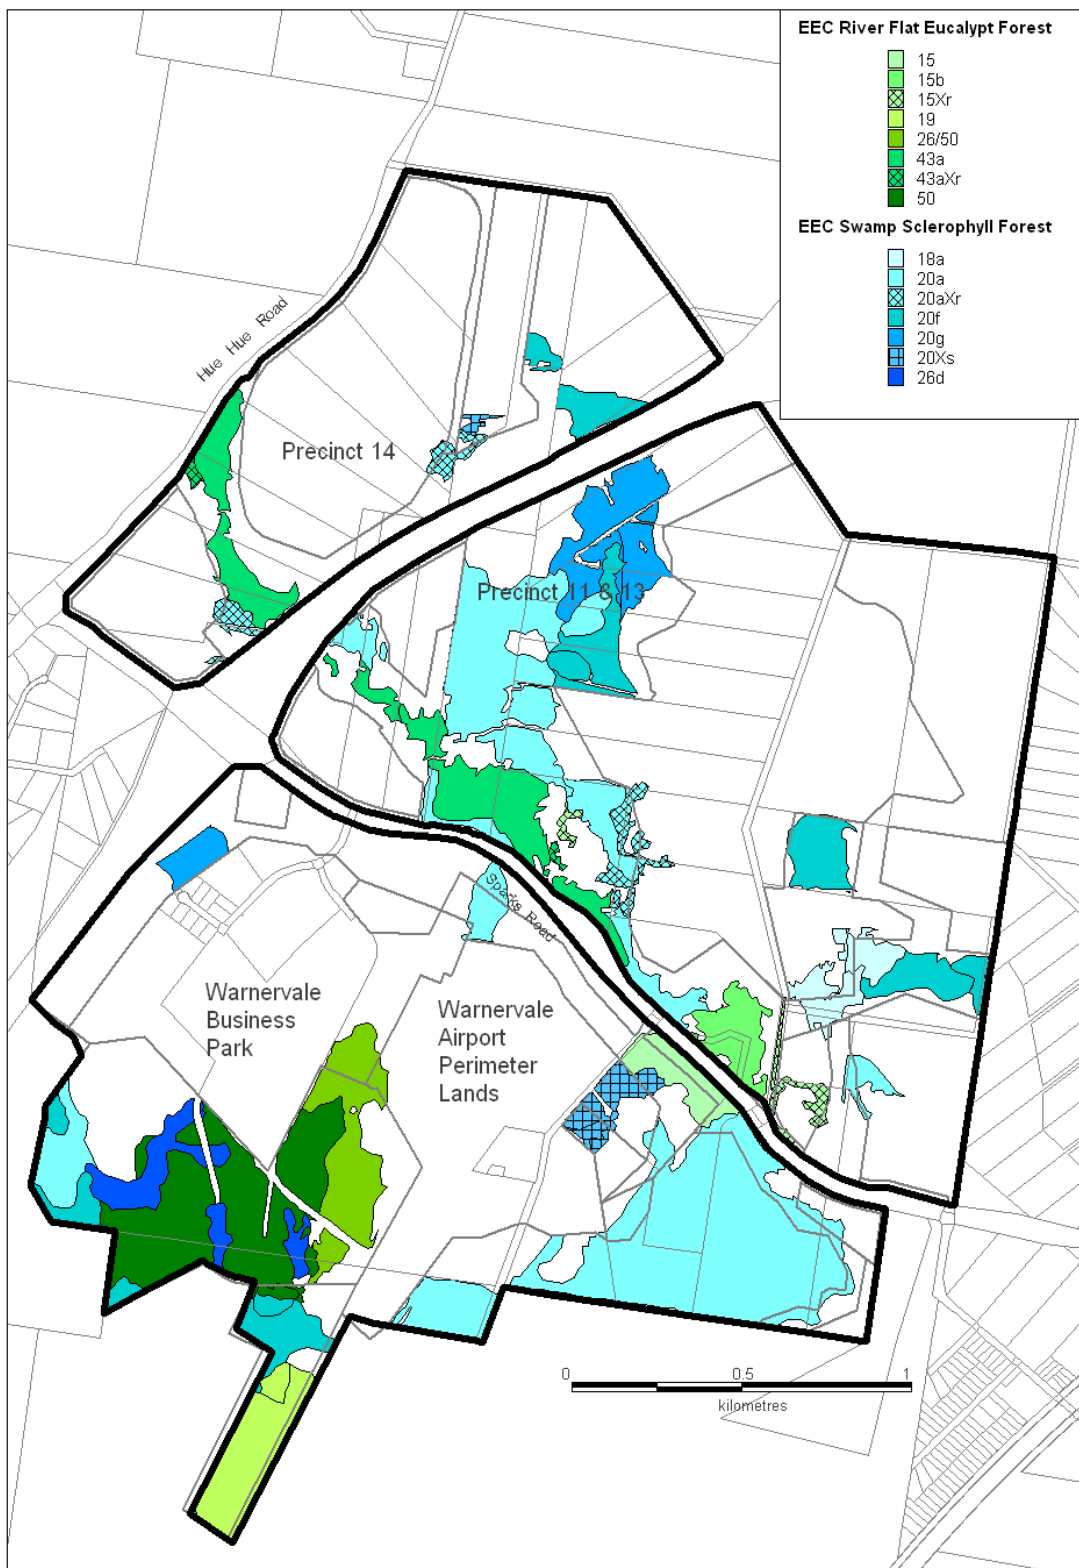 EEC River Flat Eucalypt Forest
15
15b
15Xr
19
26/50
43a
43aXr
50
EEC Swamp Sclerophyll Forest
18a
20a
20aXr
20f
20g
20Xs
26d
Hue Hue Road
Precinct 14
Precinct 11 & 13
Sparks Road
Warnervale
Business
Park
Warnervale
Airport
Perimeter
Lands
0 0.5 1
kilometres